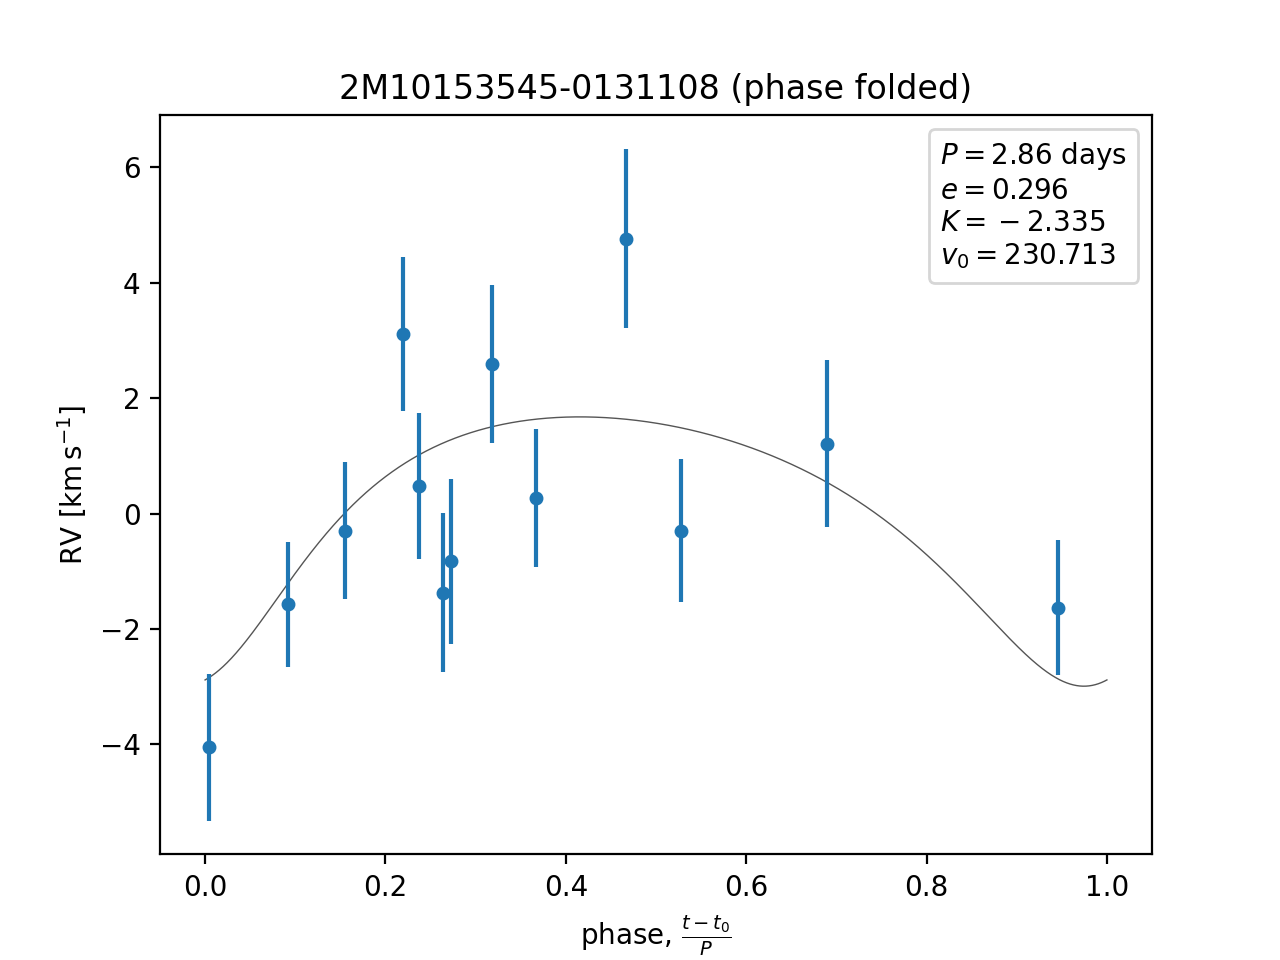 2M10153545-0131108 (phase folded)
P = 2.86 days
e = 0.296
K = −2.335
v₀ = 230.713
RV [km s⁻¹]
6
4
2
0
−2
−4
0.0 0.2 0.4 0.6 0.8 1.0
phase, (t − t₀)/P